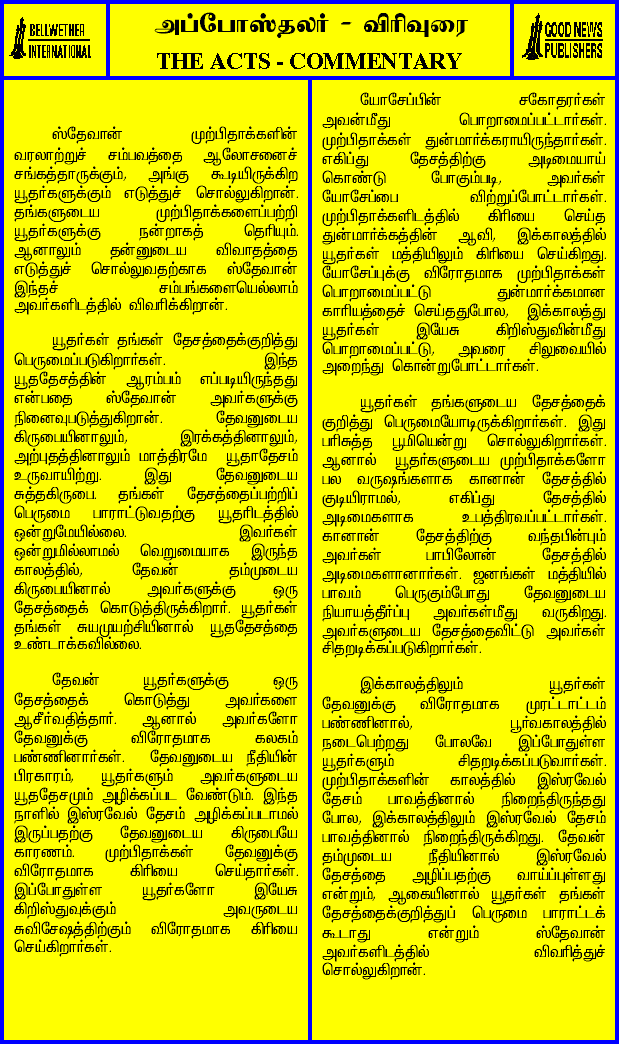 BELLWETHER
INTERNATIONAL
அப்போஸ்தலர் - விரிவுரை
THE ACTS - COMMENTARY
GOOD NEWS
PUBLISHERS
ஸ்தேவான் முற்பிதாக்களின்
வரலாற்றுச் சம்பவத்தை ஆலோசனைச்
சங்கத்தாருக்கும், அங்கு கூடியிருக்கிற
யூதர்களுக்கும் எடுத்துச் சொல்லுகிறான்.
தங்களுடைய முற்பிதாக்களைப்பற்றி
யூதர்களுக்கு நன்றாகத் தெரியும்.
ஆனாலும் தன்னுடைய விவாதத்தை
எடுத்துச் சொல்லுவதற்காக ஸ்தேவான்
இந்தச் சம்பங்களையெல்லாம்
அவர்களிடத்தில் விவரிக்கிறான்.
யூதர்கள் தங்கள் தேசத்தைக்குறித்து
பெருமைப்படுகிறார்கள். இந்த
யூததேசத்தின் ஆரம்பம் எப்படியிருந்தது
என்பதை ஸ்தேவான் அவர்களுக்கு
நினைவுபடுத்துகிறான். தேவனுடைய
கிருபையினாலும், இரக்கத்தினாலும்,
அற்புதத்தினாலும் மாத்திரமே யூதாதேசம்
உருவாயிற்று. இது தேவனுடைய
சுத்தகிருபை. தங்கள் தேசத்தைப்பற்றிப்
பெருமை பாராட்டுவதற்கு யூதரிடத்தில்
ஒன்றுமேயில்லை. இவர்கள்
ஒன்றுமில்லாமல் வெறுமையாக இருந்த
காலத்தில், தேவன் தம்முடைய
கிருபையினால் அவர்களுக்கு ஒரு
தேசத்தைக் கொடுத்திருக்கிறார். யூதர்கள்
தங்கள் சுயமுயற்சியினால் யூததேசத்தை
உண்டாக்கவில்லை.
தேவன் யூதர்களுக்கு ஒரு
தேசத்தைக் கொடுத்து அவர்களை
ஆசீர்வதித்தார். ஆனால் அவர்களோ
தேவனுக்கு விரோதமாக கலகம்
பண்ணினார்கள். தேவனுடைய நீதியின்
பிரகாரம், யூதர்களும் அவர்களுடைய
யூததேசமும் அழிக்கப்பட வேண்டும். இந்த
நாளில் இஸ்ரவேல் தேசம் அழிக்கப்படாமல்
இருப்பதற்கு தேவனுடைய கிருபையே
காரணம். முற்பிதாக்கள் தேவனுக்கு
விரோதமாக கிரியை செய்தார்கள்.
இப்போதுள்ள யூதர்களோ இயேசு
கிறிஸ்துவுக்கும் அவருடைய
சுவிசேஷத்திற்கும் விரோதமாக கிரியை
செய்கிறார்கள்.
யோசேப்பின் சகோதரர்கள்
அவன்மீது பொறாமைப்பட்டார்கள்.
முற்பிதாக்கள் துன்மார்க்கராயிருந்தார்கள்.
எகிப்து தேசத்திற்கு அடிமையாய்
கொண்டு போகும்படி, அவர்கள்
யோசேப்பை விற்றுப்போட்டார்கள்.
முற்பிதாக்களிடத்தில் கிரியை செய்த
துன்மார்க்கத்தின் ஆவி, இக்காலத்தில்
யூதர்கள் மத்தியிலும் கிரியை செய்கிறது.
யோசேப்புக்கு விரோதமாக முற்பிதாக்கள்
பொறாமைப்பட்டு துன்மார்க்கமான
காரியத்தைச் செய்ததுபோல, இக்காலத்து
யூதர்கள் இயேசு கிறிஸ்துவின்மீது
பொறாமைப்பட்டு, அவரை சிலுவையில்
அறைந்து கொன்றுபோட்டார்கள்.
யூதர்கள் தங்களுடைய தேசத்தைக்
குறித்து பெருமையோடிருக்கிறார்கள். இது
பரிசுத்த பூமியென்று சொல்லுகிறார்கள்.
ஆனால் யூதர்களுடைய முற்பிதாக்களோ
பல வருஷங்களாக கானான் தேசத்தில்
குடியிராமல், எகிப்து தேசத்தில்
அடிமைகளாக உபத்திரவப்பட்டார்கள்.
கானான் தேசத்திற்கு வந்தபின்பும்
அவர்கள் பாபிலோன் தேசத்தில்
அடிமைகளானார்கள். ஜனங்கள் மத்தியில்
பாவம் பெருகும்போது தேவனுடைய
நியாயத்தீர்ப்பு அவர்கள்மீது வருகிறது.
அவர்களுடைய தேசத்தைவிட்டு அவர்கள்
சிதறடிக்கப்படுகிறார்கள்.
இக்காலத்திலும் யூதர்கள்
தேவனுக்கு விரோதமாக முரட்டாட்டம்
பண்ணினால், பூர்வகாலத்தில்
நடைபெற்றது போலவே இப்போதுள்ள
யூதர்களும் சிதறடிக்கப்படுவார்கள்.
முற்பிதாக்களின் காலத்தில் இஸ்ரவேல்
தேசம் பாவத்தினால் நிறைந்திருந்தது
போல, இக்காலத்திலும் இஸ்ரவேல் தேசம்
பாவத்தினால் நிறைந்திருக்கிறது. தேவன்
தம்முடைய நீதியினால் இஸ்ரவேல்
தேசத்தை அழிப்பதற்கு வாய்ப்புள்ளது
என்றும், ஆகையினால் யூதர்கள் தங்கள்
தேசத்தைக்குறித்துப் பெருமை பாராட்டக்
கூடாது என்றும் ஸ்தேவான்
அவர்களிடத்தில் விவரித்துச்
சொல்லுகிறான்.